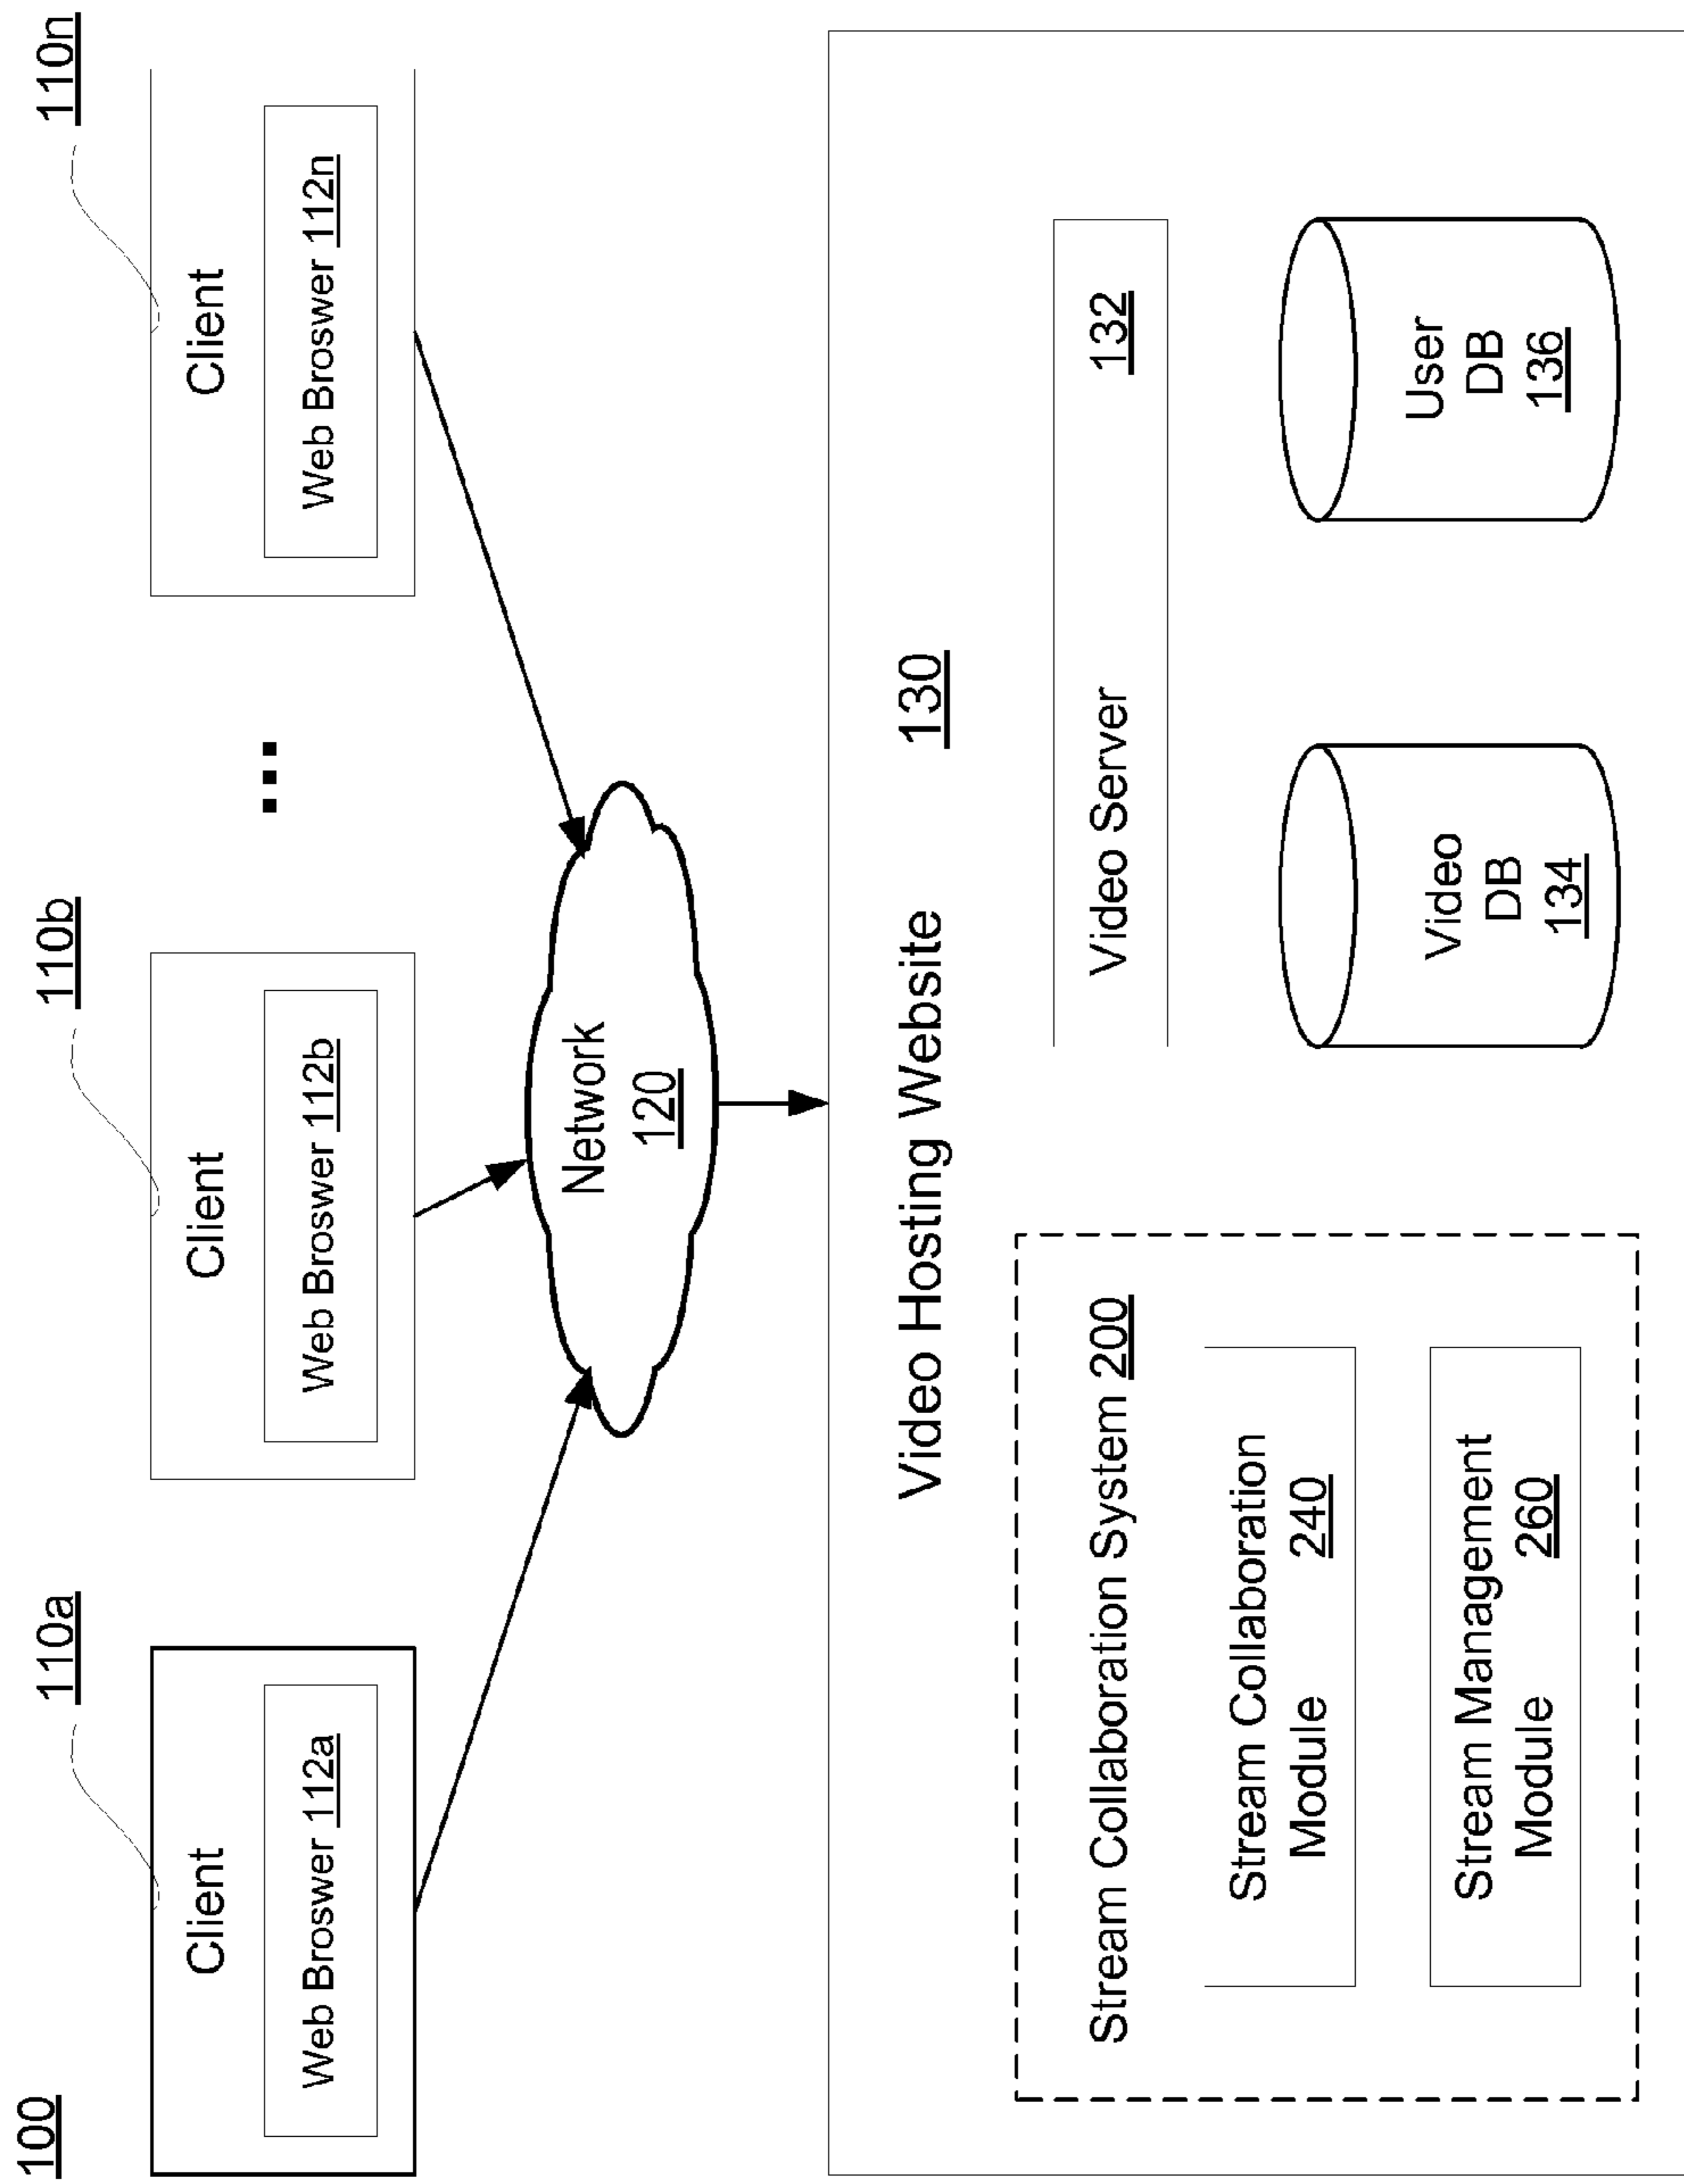 100
110a
110b
110n
Client
Web Broswer 112a
Client
Web Broswer 112b
...
Client
Web Broswer 112n
Network
120
Video Hosting Website 130
Stream Collaboration System 200
Stream Collaboration
Module 240
Stream Management
Module 260
Video Server 132
Video
DB
134
User
DB
136